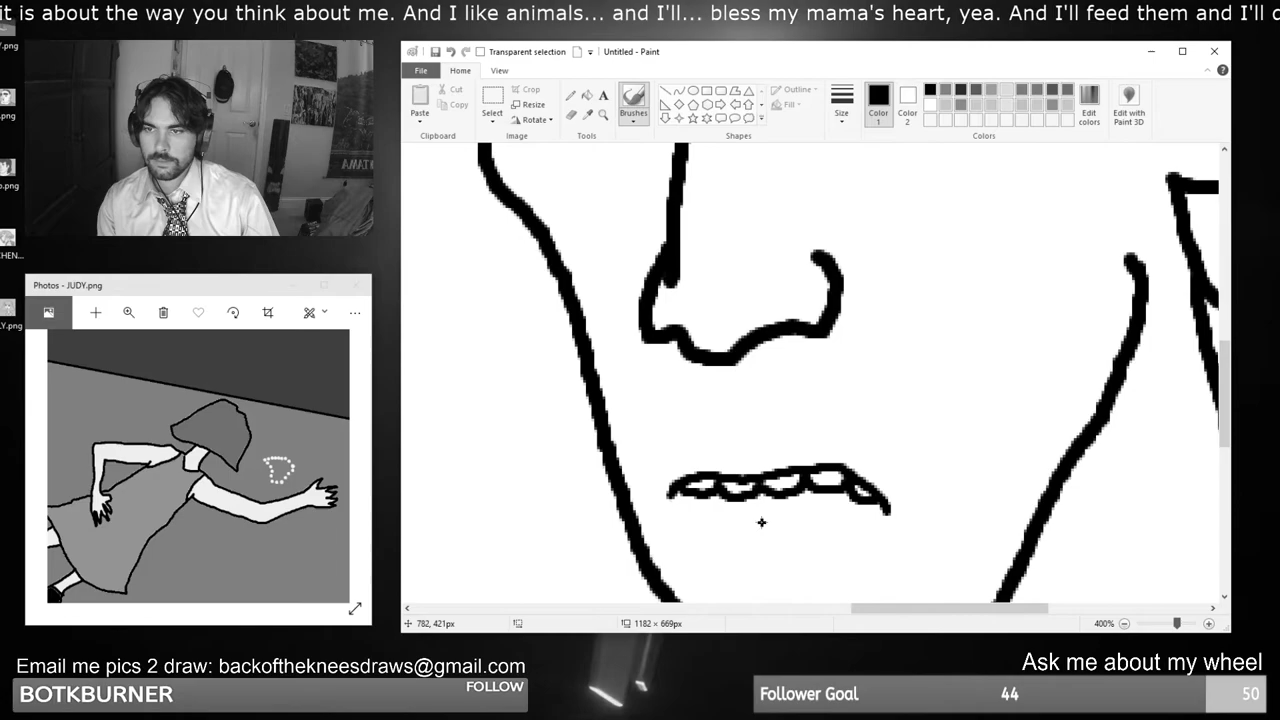 it is about the way you think about me. And I like animals... and I'll... bless my mama's heart, yea. And I'll feed them and I'll
Transparent selection
Untitled - Paint
File
Home
View
Paste
Cut
Copy
Clipboard
Select
Crop
Resize
Rotate
Image
A
Tools
Brushes
Shapes
Outline
Fill
Size
Color 1
Color 2
Edit colors
Colors
Edit with Paint 3D
Photos - JUDY.png
782, 421px
1182 × 669px
400%
Email me pics 2 draw: backofthekneesdraws@gmail.com
BOTKBURNER
FOLLOW
Ask me about my wheel
Follower Goal
44
50